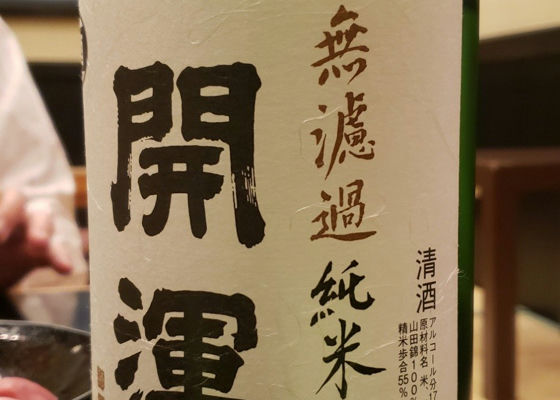 開運
無濾過
純米
清酒
アルコール分17
原材料名 米、
山田錦100%
精米歩合55%